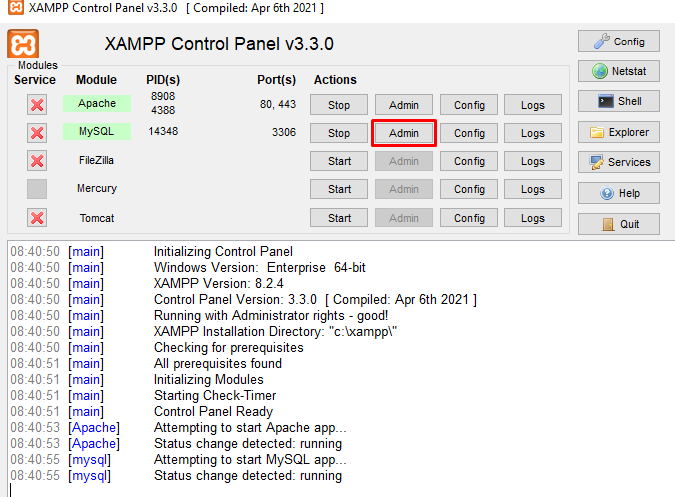 XAMPP Control Panel v3.3.0 [ Compiled: Apr 6th 2021 ]
XAMPP Control Panel v3.3.0
Config
Modules
Service Module PID(s) Port(s) Actions
Netstat
Apache 8908 4388 80, 443 Stop Admin Config Logs
Shell
MySQL 14348 3306 Stop Admin Config Logs
Explorer
FileZilla Start Admin Config Logs
Services
Mercury Start Admin Config Logs
Help
Tomcat Start Admin Config Logs
Quit
08:40:50 [main] Initializing Control Panel
08:40:50 [main] Windows Version: Enterprise 64-bit
08:40:50 [main] XAMPP Version: 8.2.4
08:40:50 [main] Control Panel Version: 3.3.0 [ Compiled: Apr 6th 2021 ]
08:40:50 [main] Running with Administrator rights - good!
08:40:50 [main] XAMPP Installation Directory: "c:\xampp\"
08:40:50 [main] Checking for prerequisites
08:40:51 [main] All prerequisites found
08:40:51 [main] Initializing Modules
08:40:51 [main] Starting Check-Timer
08:40:51 [main] Control Panel Ready
08:40:53 [Apache] Attempting to start Apache app...
08:40:53 [Apache] Status change detected: running
08:40:55 [mysql] Attempting to start MySQL app...
08:40:55 [mysql] Status change detected: running